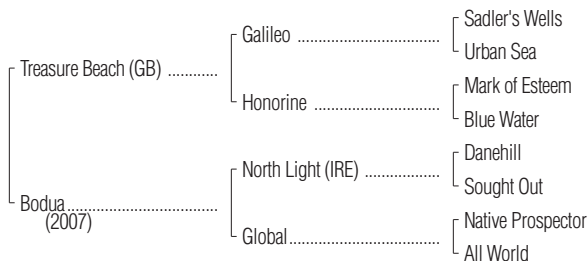 Sadler's Wells
Galileo ..............................
Urban Sea
Treasure Beach (GB) ............
Mark of Esteem
Honorine ............................
Blue Water
Danehill
North Light (IRE) ...................
Sought Out
Bodua ...................................
(2007)
Native Prospector
Global ..................................
All World